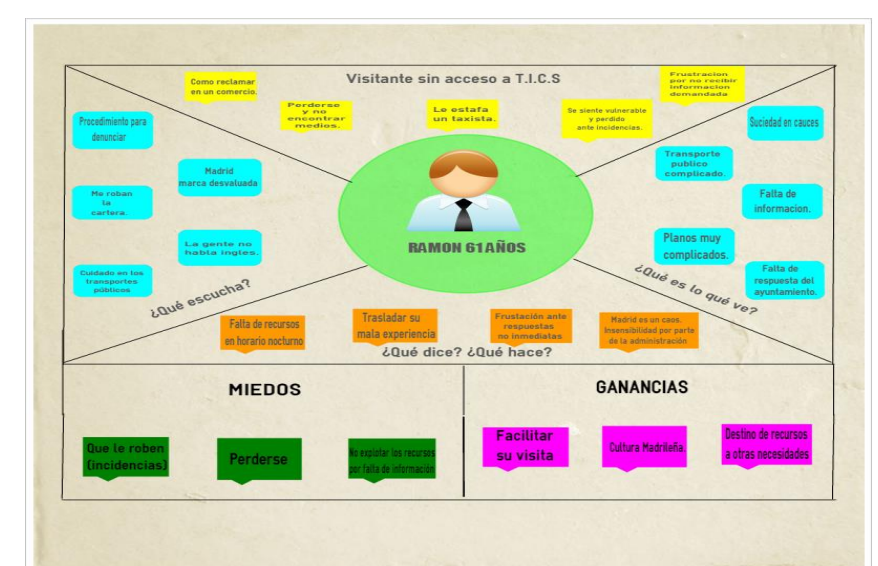 Visitante sin acceso a T.I.C.S
Como reclamar
en un comercio.
Perderse
y no
encontrar
medios.
Le estafa
un taxista.
Se siente vulnerable
y perdido
ante incidencias.
Frustracion
por no recibir
informacion
demandada
Procedimiento para
denunciar
Madrid
marca desvaluada
Me roban
la
cartera.
La gente no
habla ingles.
Cuidado en los
transportes
públicos
¿Qué escucha?
RAMON 61AÑOS
Suciedad en cauces
Transporte
publico
complicado.
Falta de
informacion.
Planos muy
complicados.
Falta de
respuesta del
ayuntamiento.
¿Qué es lo qué ve?
Falta de recursos
en horario nocturno
Trasladar su
mala experiencia
Frustación ante
respuestas
no inmediatas
Madrid es un caos.
Insensibilidad por parte
de la administración
¿Qué dice? ¿Qué hace?
MIEDOS
Que le roben
(incidencias)
Perderse
No explotar los recursos
por falta de información
GANANCIAS
Facilitar
su visita
Cultura Madrileña.
Destino de recursos
a otras necesidades